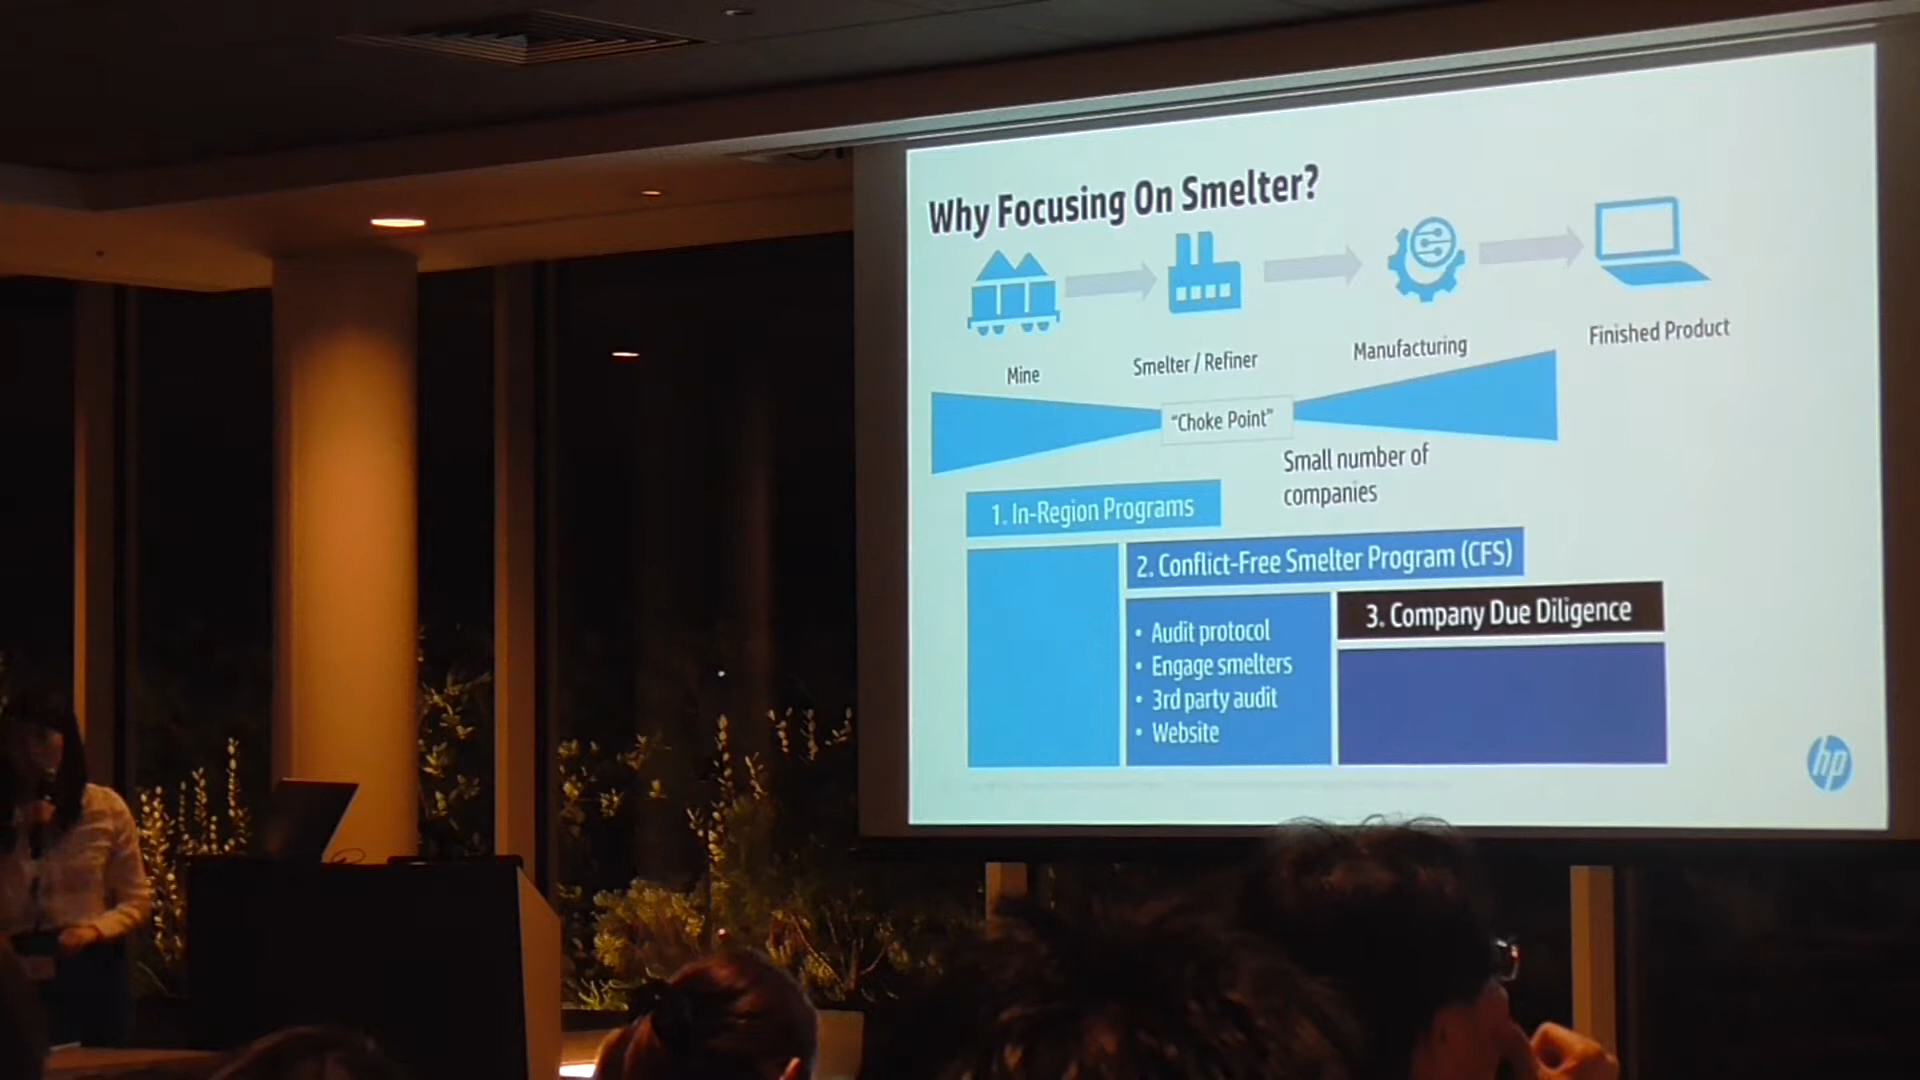 Why Focusing On Smelter?
Mine
Smelter / Refiner
Manufacturing
Finished Product
"Choke Point"
Small number of
companies
1. In-Region Programs
2. Conflict-Free Smelter Program (CFS)
• Audit protocol
• Engage smelters
• 3rd party audit
• Website
3. Company Due Diligence
hp